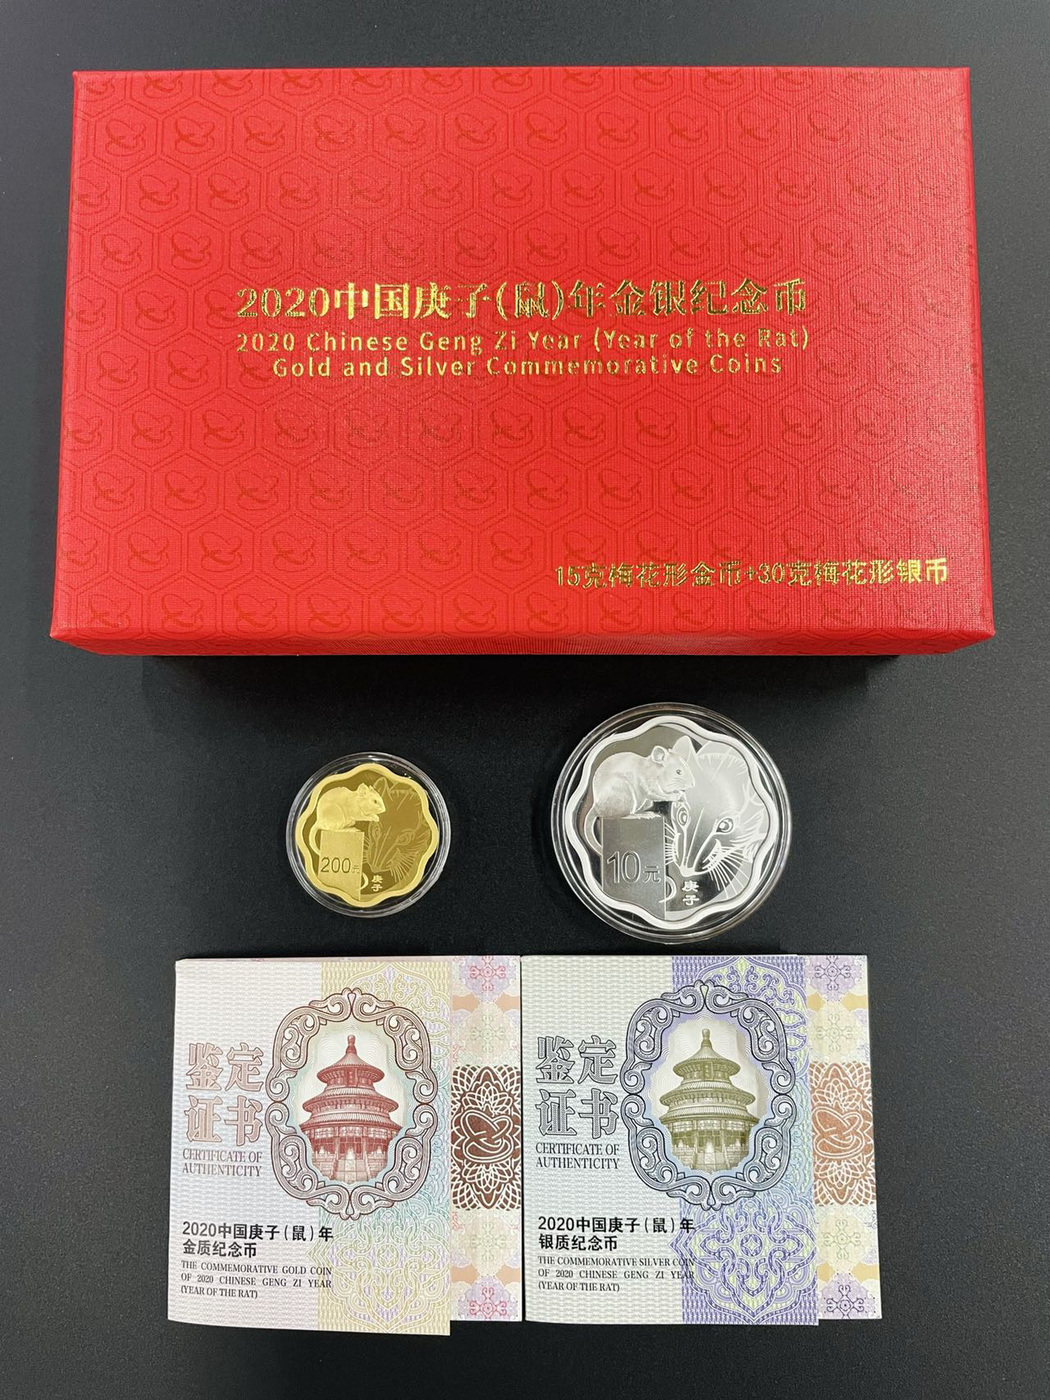 2020中国庚子(鼠)年金银纪念币
2020 Chinese Geng Zi Year (Year of the Rat)
Gold and Silver Commemorative Coins
15克梅花形金币+30克梅花形银币
200元
庚子
10元
庚子
鉴定
证书
CERTIFICATE OF
AUTHENTICITY
2020中国庚子(鼠)年
金质纪念币
THE COMMEMORATIVE GOLD COIN
OF 2020 CHINESE GENG ZI YEAR
(YEAR OF THE RAT)
鉴定
证书
CERTIFICATE OF
AUTHENTICITY
2020中国庚子(鼠)年
银质纪念币
THE COMMEMORATIVE SILVER COIN
OF 2020 CHINESE GENG ZI YEAR
(YEAR OF THE RAT)